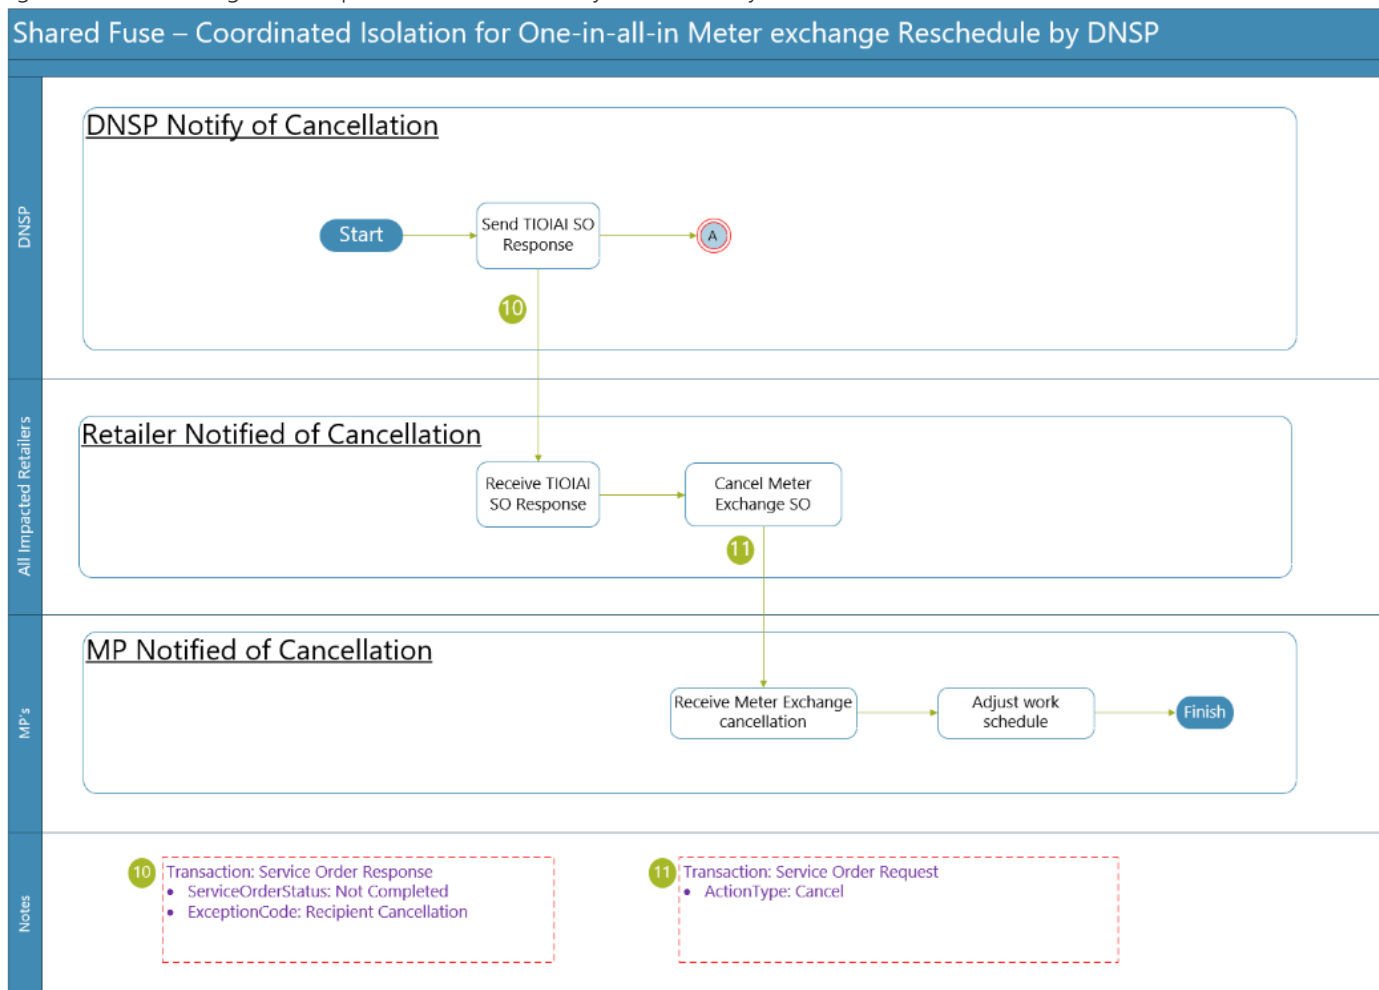 Shared Fuse – Coordinated Isolation for One-in-all-in Meter exchange Reschedule by DNSP
DNSP
DNSP Notify of Cancellation
Start
Send TIOIAI SO
Response
A
10
All Impacted Retailers
Retailer Notified of Cancellation
Receive TIOIAI
SO Response
Cancel Meter
Exchange SO
11
MP's
MP Notified of Cancellation
Receive Meter Exchange
cancellation
Adjust work
schedule
Finish
Notes
10
Transaction: Service Order Response
• ServiceOrderStatus: Not Completed
• ExceptionCode: Recipient Cancellation
11
Transaction: Service Order Request
• ActionType: Cancel